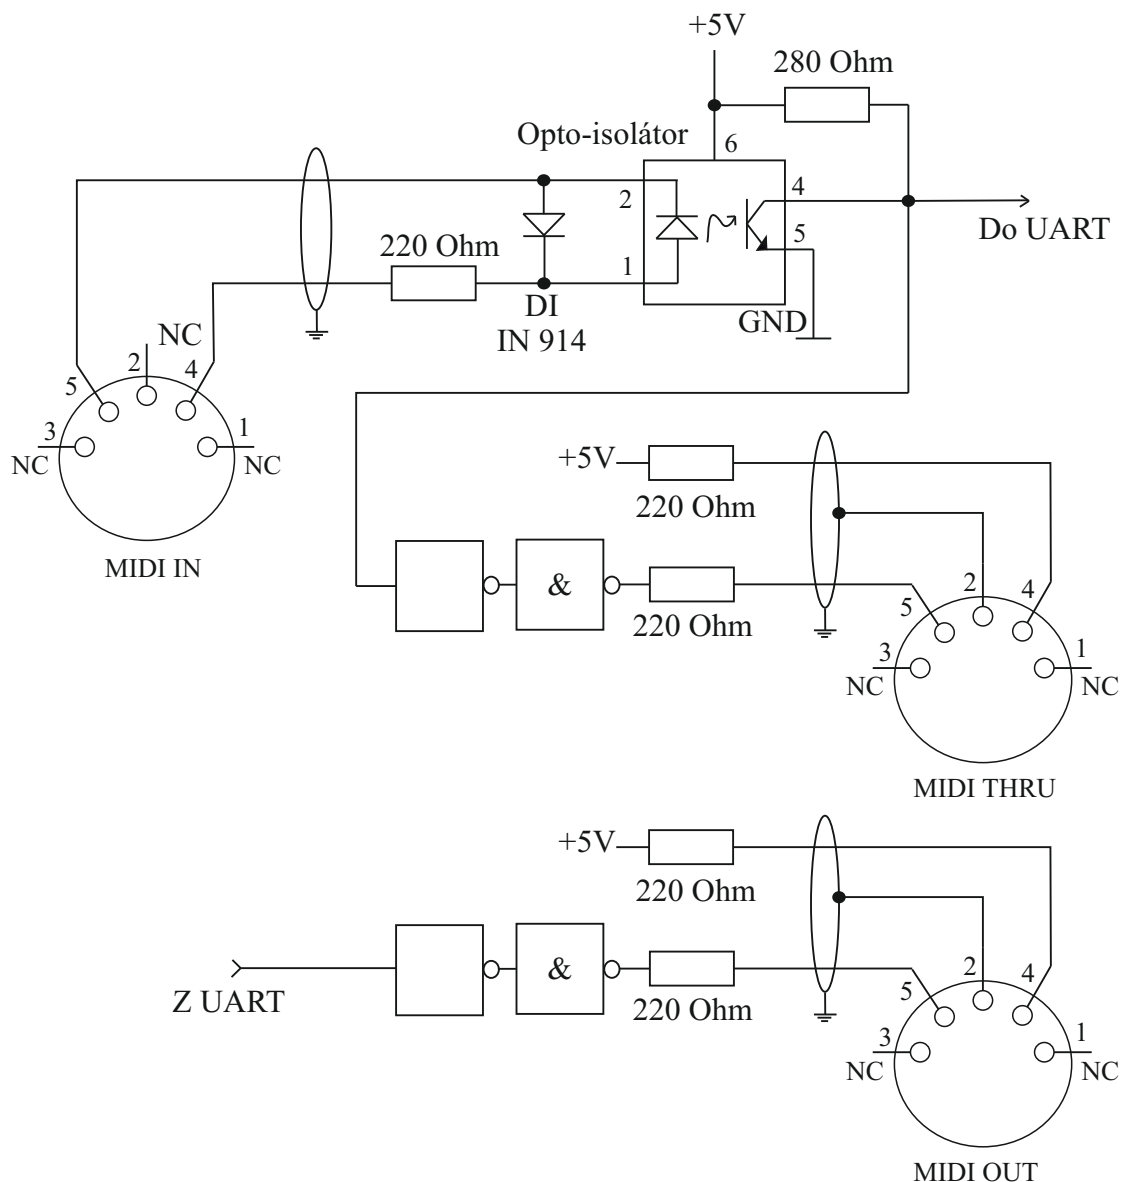 +5V
280 Ohm
Opto-isolátor
6
2
4
Do UART
5
220 Ohm
1
DI
IN 914
GND
NC
2
4
5
3
1
NC
NC
MIDI IN
+5V
220 Ohm
&
220 Ohm
2
4
5
3
1
NC
NC
MIDI THRU
+5V
220 Ohm
Z UART
&
220 Ohm
2
4
5
3
1
NC
NC
MIDI OUT